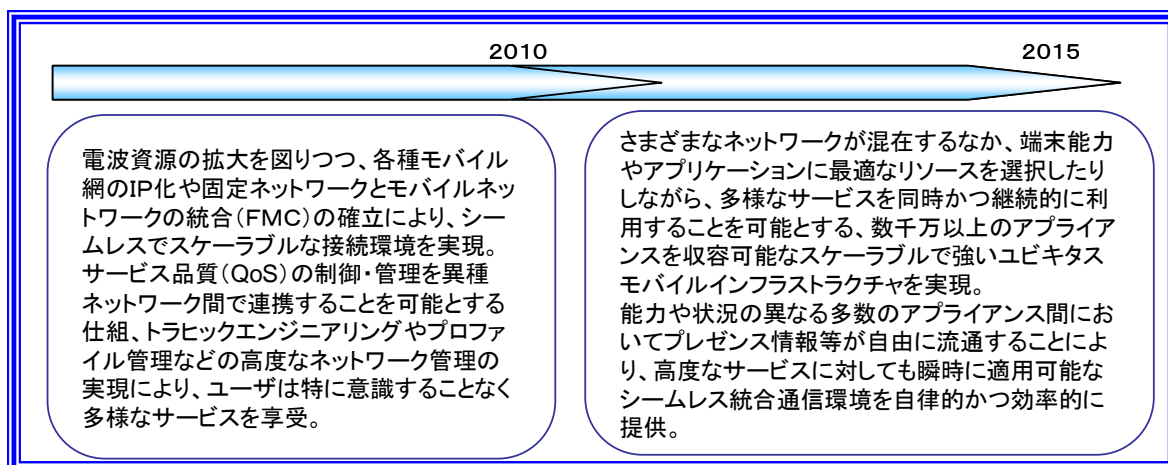 2010
2015
電波資源の拡大を図りつつ、各種モバイル
網のIP化や固定ネットワークとモバイルネッ
トワークの統合(FMC)の確立により、シー
ムレスでスケーラブルな接続環境を実現。
サービス品質(QoS)の制御・管理を異種
ネットワーク間で連携することを可能とする
仕組、トラヒックエンジニアリングやプロファ
イル管理などの高度なネットワーク管理の
実現により、ユーザは特に意識することなく
多様なサービスを享受。
さまざまなネットワークが混在するなか、端末能力
やアプリケーションに最適なリソースを選択したり
しながら、多様なサービスを同時かつ継続的に利
用することを可能とする、数千万以上のアプライア
ンスを収容可能なスケーラブルで強いユビキタス
モバイルインフラストラクチャを実現。
能力や状況の異なる多数のアプライアンス間にお
いてプレゼンス情報等が自由に流通することによ
り、高度なサービスに対しても瞬時に適用可能な
シームレス統合通信環境を自律的かつ効率的に
提供。